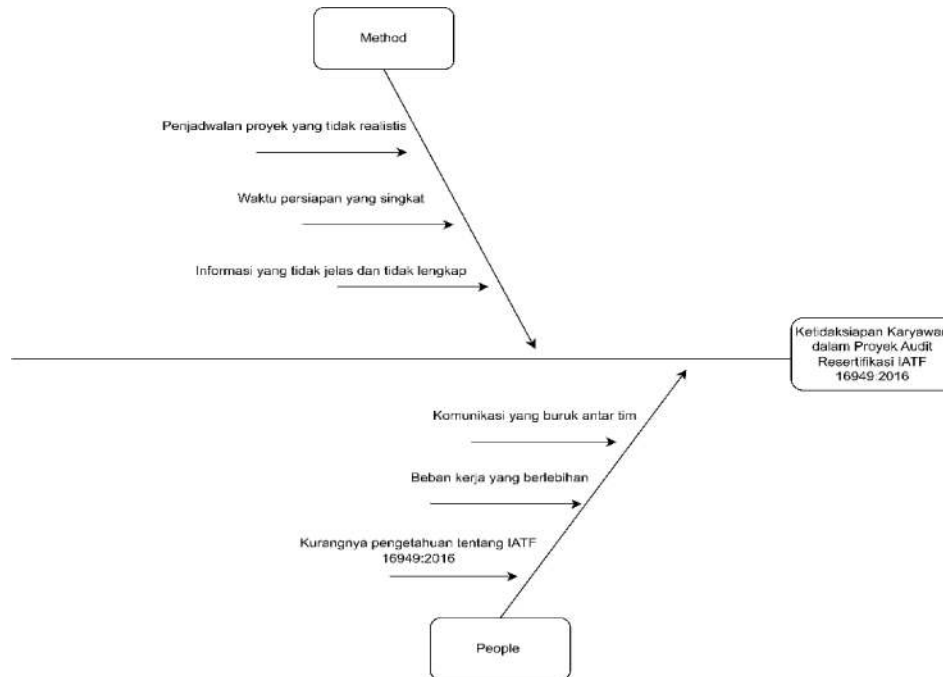 Method
Penjadwalan proyek yang tidak realistis
Waktu persiapan yang singkat
Informasi yang tidak jelas dan tidak lengkap
Ketidaksiapan Karyawan
dalam Proyek Audit
Resertifikasi IATF
16949:2016
Komunikasi yang buruk antar tim
Beban kerja yang berlebihan
Kurangnya pengetahuan tentang IATF
16949:2016
People